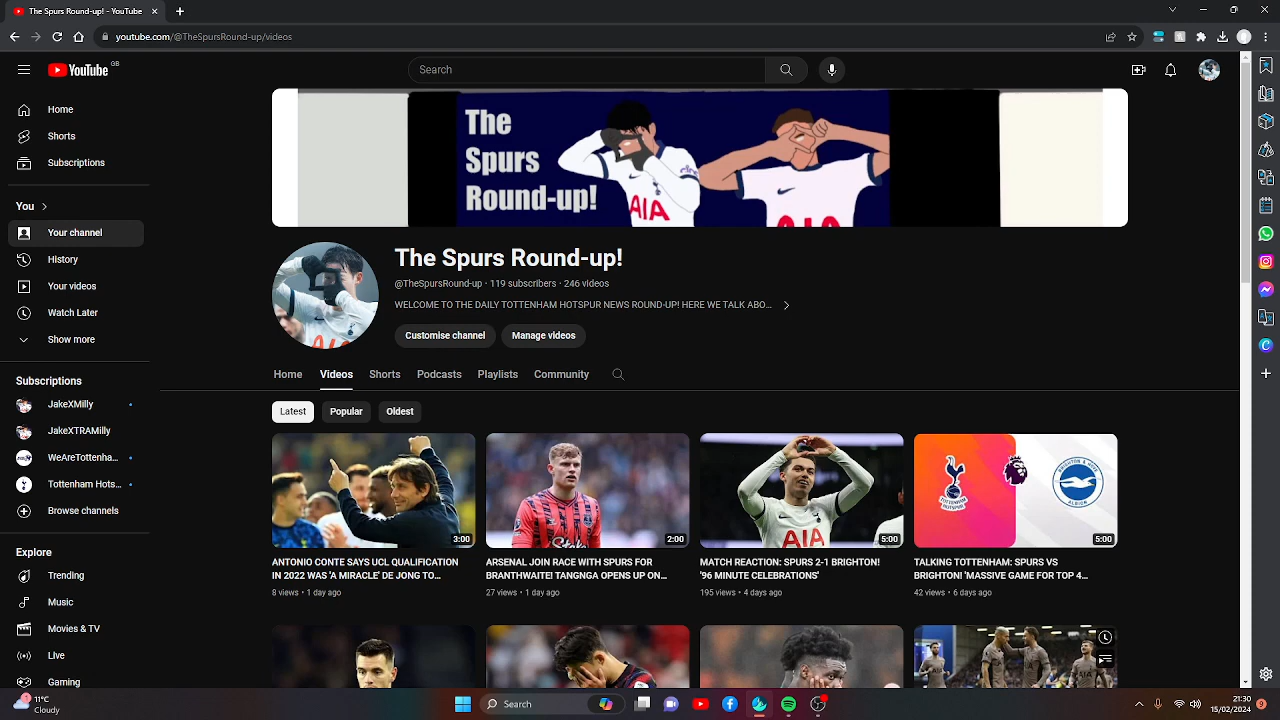 The Spurs Round-up! - YouTube
youtube.com/@TheSpursRound-up/videos
YouTube GB
Search
Home
Shorts
Subscriptions
You
Your channel
History
Your videos
Watch Later
Show more
Subscriptions
JakeXMilly
JakeXTRAMilly
WeAreTottenha...
Tottenham Hots...
Browse channels
Explore
Trending
Music
Movies & TV
Live
Gaming
The
Spurs
Round-up!
AIA
AIA
The Spurs Round-up!
@TheSpursRound-up · 119 subscribers · 246 videos
WELCOME TO THE DAILY TOTTENHAM HOTSPUR NEWS ROUND-UP! HERE WE TALK ABO...
Customise channel
Manage videos
Home Videos Shorts Podcasts Playlists Community
Latest Popular Oldest
3:00
2:00
AIA
5:00
TOTTENHAM
HOTSPUR
BRIGHTON & HOVE
ALBION
5:00
ANTONIO CONTE SAYS UCL QUALIFICATION
IN 2022 WAS 'A MIRACLE' DE JONG TO...
8 views • 1 day ago
ARSENAL JOIN RACE WITH SPURS FOR
BRANTHWAITE! TANGNGA OPENS UP ON...
27 views • 1 day ago
MATCH REACTION: SPURS 2-1 BRIGHTON!
'96 MINUTE CELEBRATIONS'
195 views • 4 days ago
TALKING TOTTENHAM: SPURS VS
BRIGHTON! 'MASSIVE GAME FOR TOP 4...
42 views • 6 days ago
11°C
Cloudy
Search
21:30
15/02/2024